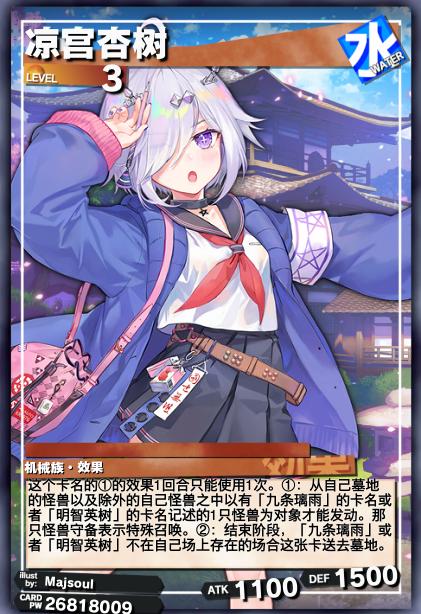 凉宫杏树
水
WATER
LEVEL 3
机械族・效果
这个卡名的①的效果1回合只能使用1次。①：从自己墓地
的怪兽以及除外的自己怪兽之中以有「九条璃雨」的卡名或
者「明智英树」的卡名记述的1只怪兽为对象才能发动。那
只怪兽守备表示特殊召唤。②：结束阶段，「九条璃雨」或
者「明智英树」不在自己场上存在的场合这张卡送去墓地。
illust by: Majsoul
ATK 1100 DEF 1500
CARD PW 26818009